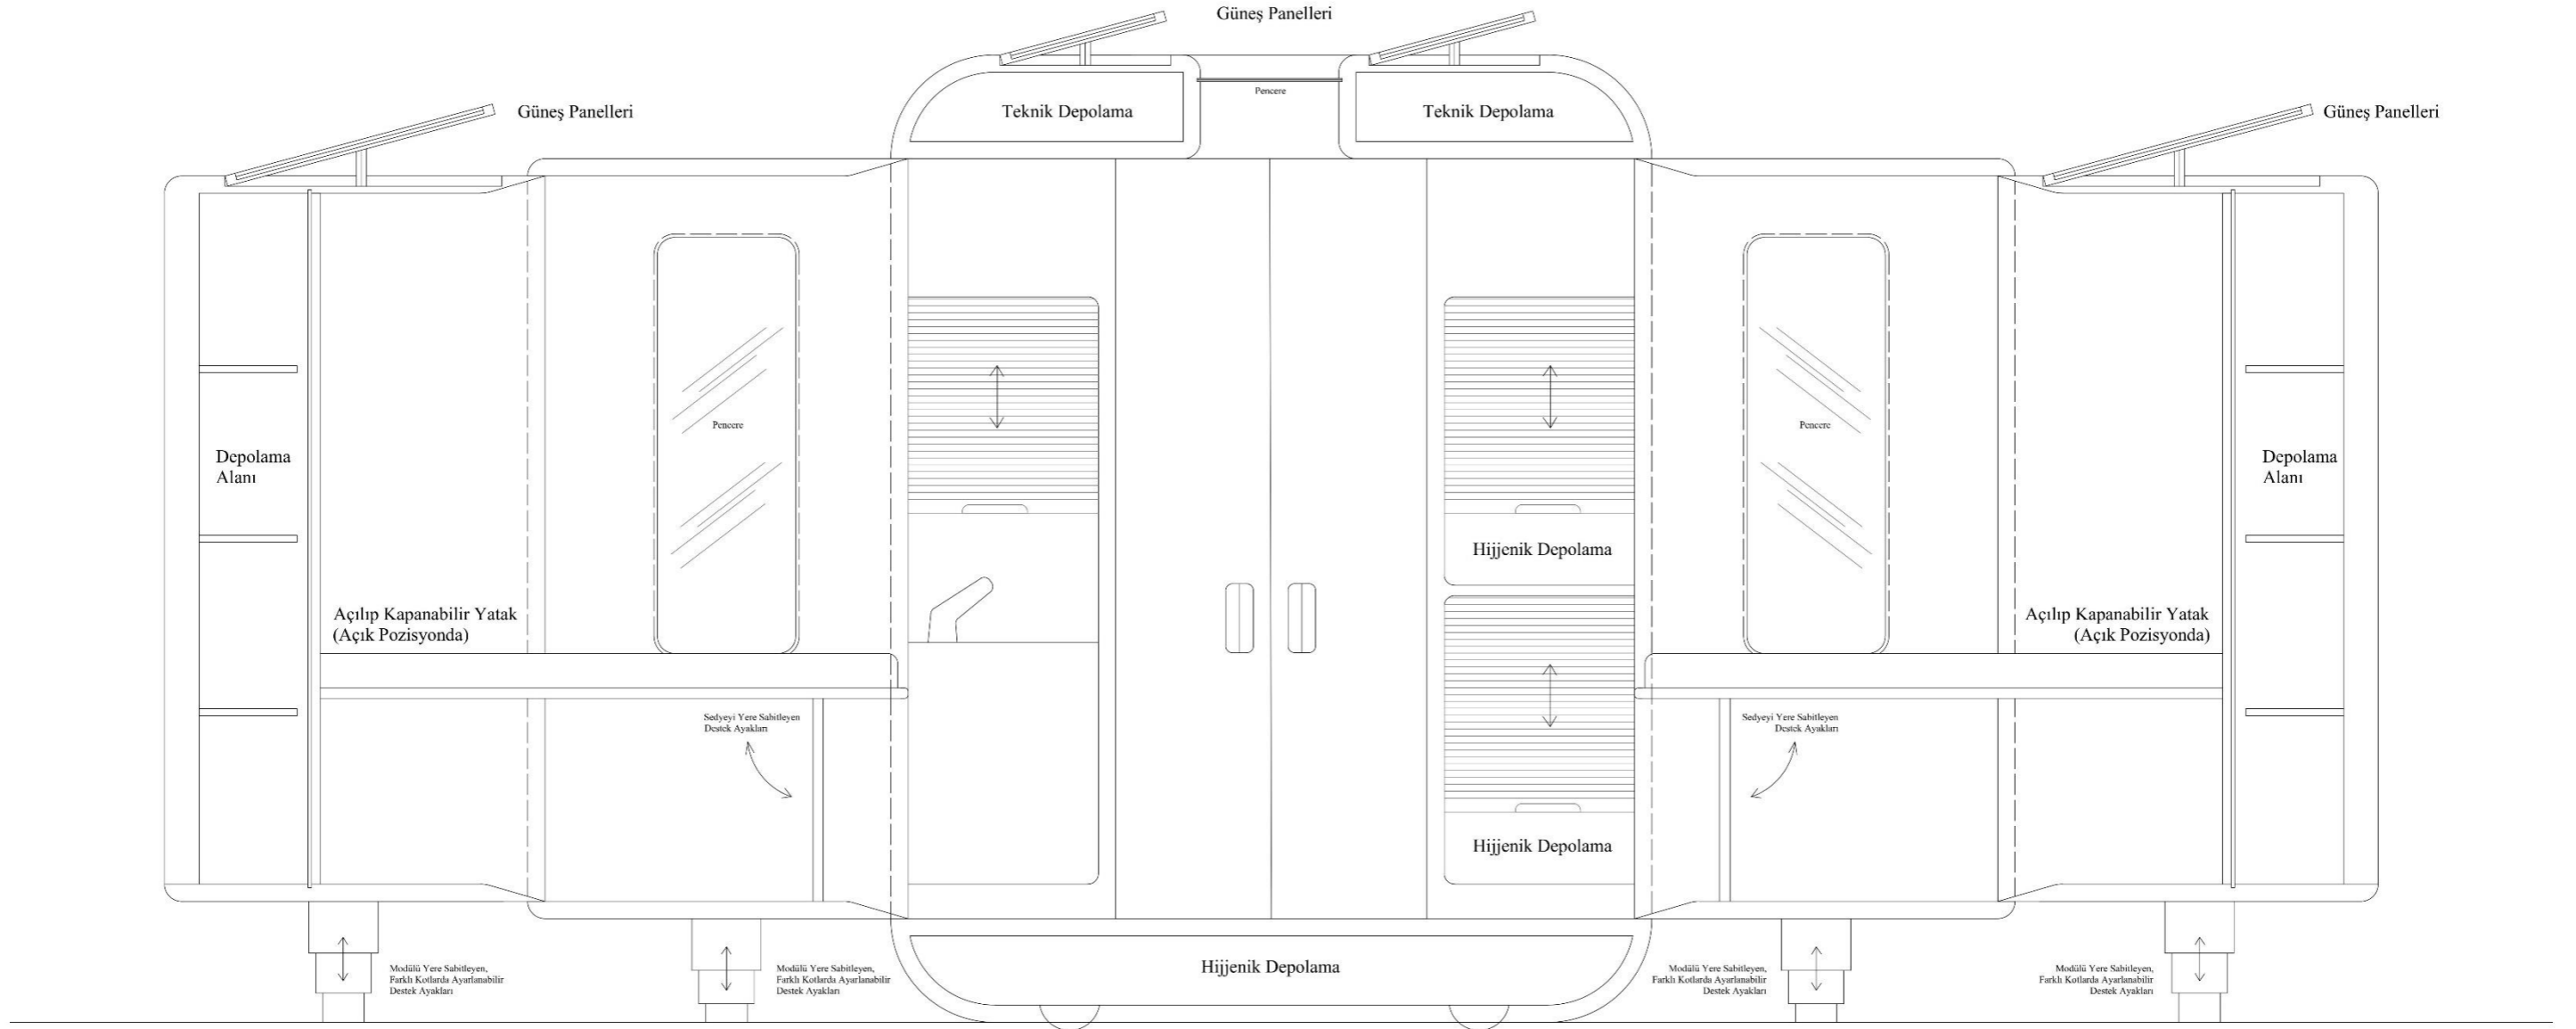 Güneş Panelleri
Pencere
Teknik Depolama
Teknik Depolama
Güneş Panelleri
Güneş Panelleri
Pencere
Pencere
Depolama
Alanı
Depolama
Alanı
Hijjenik Depolama
Açılıp Kapanabilir Yatak
(Açık Pozisyonda)
Açılıp Kapanabilir Yatak
(Açık Pozisyonda)
Sedyeyi Yere Sabitleyen
Destek Ayakları
Sedyeyi Yere Sabitleyen
Destek Ayakları
Hijjenik Depolama
Hijjenik Depolama
Modülü Yere Sabitleyen,
Farklı Kotlarda Ayarlanabilir
Destek Ayakları
Modülü Yere Sabitleyen,
Farklı Kotlarda Ayarlanabilir
Destek Ayakları
Modülü Yere Sabitleyen,
Farklı Kotlarda Ayarlanabilir
Destek Ayakları
Modülü Yere Sabitleyen,
Farklı Kotlarda Ayarlanabilir
Destek Ayakları